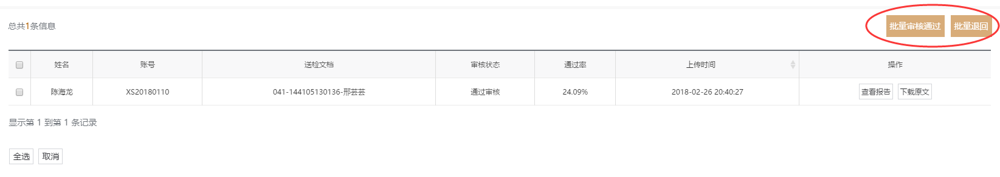 总共1条信息 批量审核通过 批量退回
姓名 账号 送检文档 审核状态 通过率 上传时间 操作
陈海龙 XS20180110 041-144105130136-邢芸芸 通过审核 24.09% 2018-02-26 20:40:27 查看报告 下载原文
显示第 1 到第 1 条记录
全选 取消